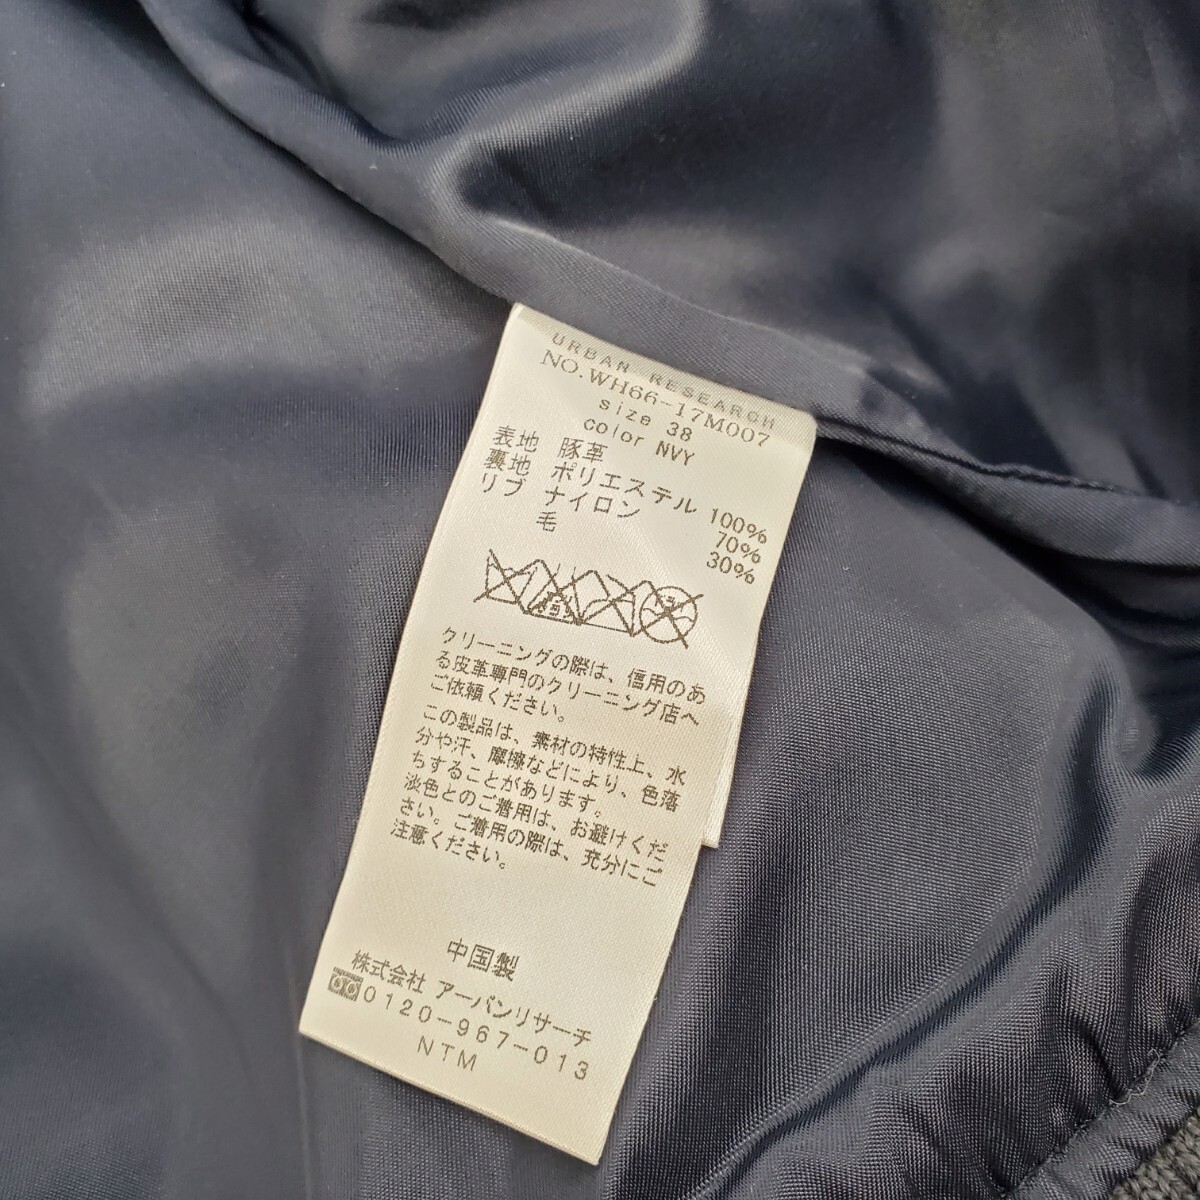 URBAN RESEARCH
NO.WH66-17M007
size 38
color NVY
表地 豚革
裏地 ポリエステル 100%
リブ ナイロン 70%
毛 30%
クリーニングの際は、信用のあ
る皮革専門のクリーニング店へ
ご依頼ください。
この製品は、素材の特性上、水
分や汗、摩擦などにより、色落
ちすることがあります。
淡色とのご着用は、お避けくだ
さい。ご着用の際は、充分にご
注意ください。
中国製
株式会社 アーバンリサーチ
0120-967-013
NTM